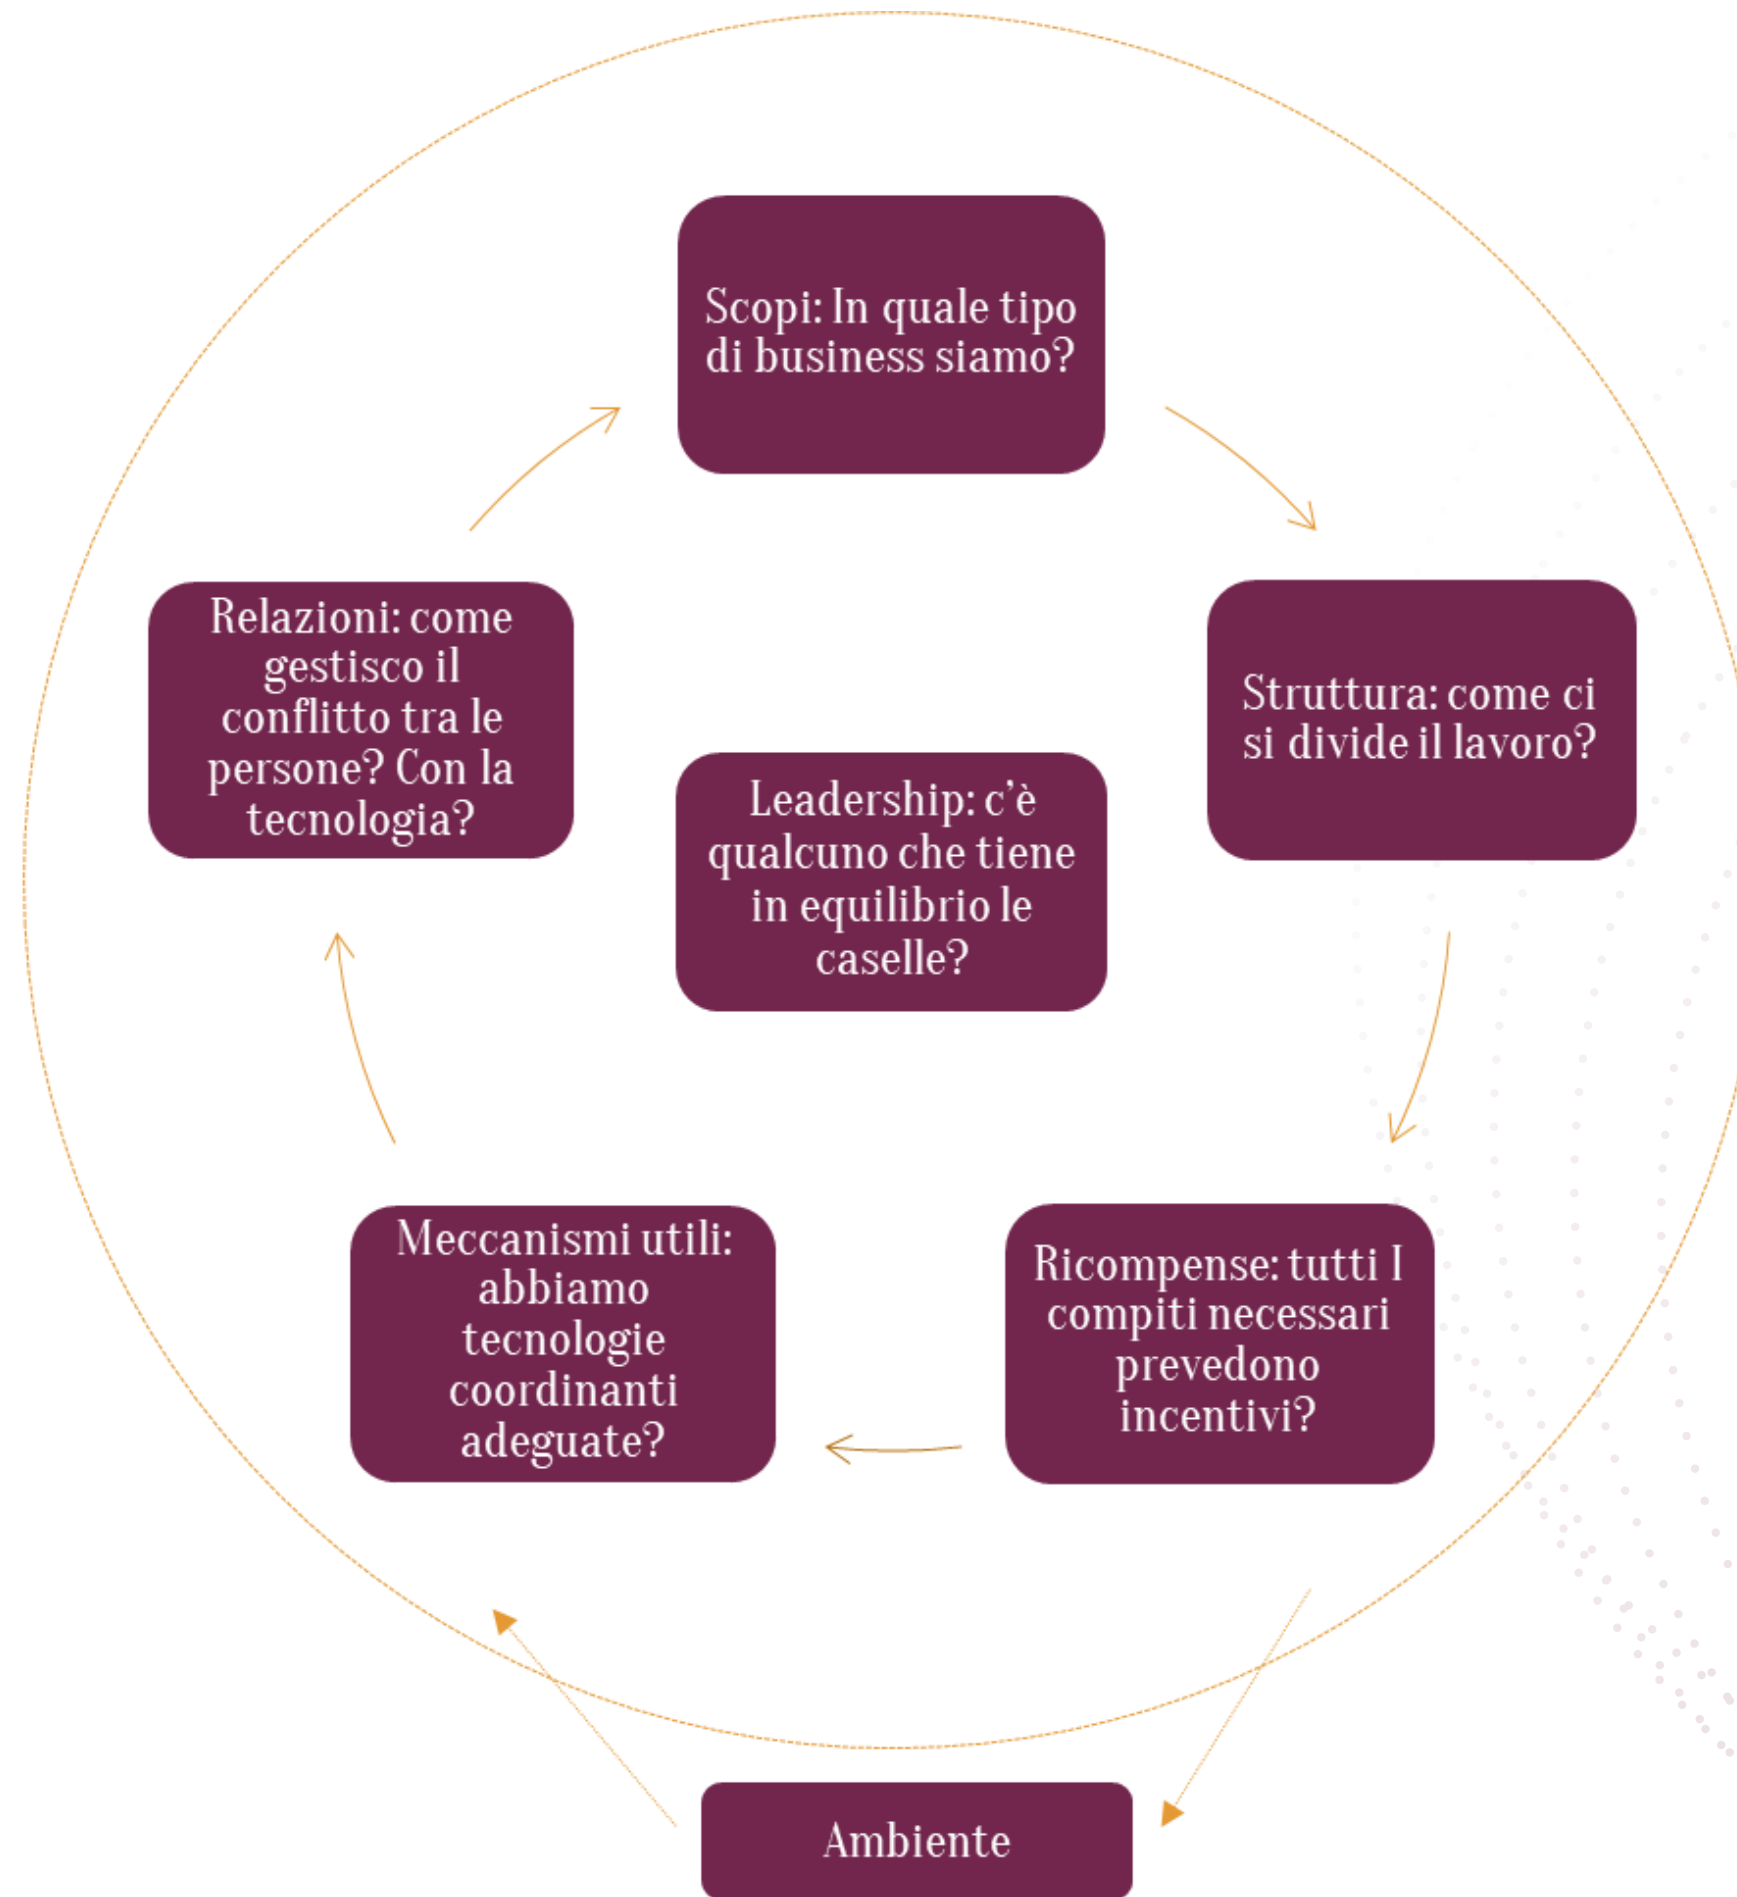 Scopi: In quale tipo
di business siamo?
Relazioni: come
gestisco il
conflitto tra le
persone? Con la
tecnologia?
Struttura: come ci
si divide il lavoro?
Leadership: c’è
qualcuno che tiene
in equilibrio le
caselle?
Meccanismi utili:
abbiamo
tecnologie
coordinanti
adeguate?
Ricompense: tutti I
compiti necessari
prevedono
incentivi?
Ambiente